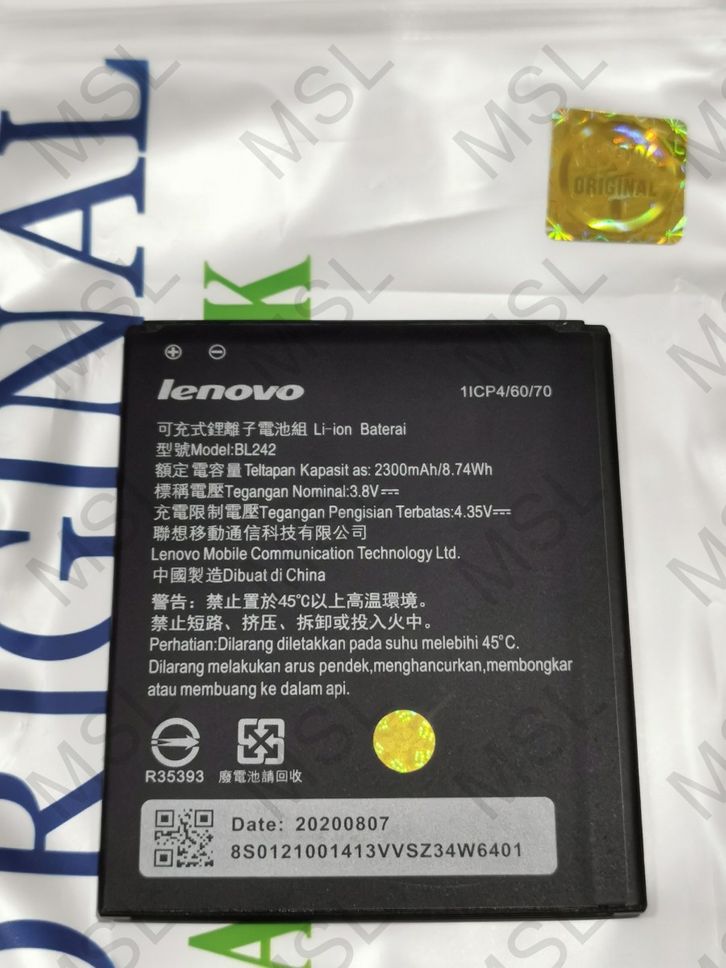 ORIGINAL
ORIGINAL
K
lenovo
1ICP4/60/70
可充式鋰離子電池組 Li-ion Baterai
型號Model:BL242
額定電容量Teltapan Kapasit as: 2300mAh/8.74Wh
標稱電壓Tegangan Nominal:3.8V
充電限制電壓Tegangan Pengisian Terbatas:4.35V
聯想移動通信科技有限公司
Lenovo Mobile Communication Technology Ltd.
中國製造Dibuat di China
警告：禁止置於45℃以上高温環境。
禁止短路、挤压、拆卸或投入火中。
Perhatian:Dilarang diletakkan pada suhu melebihi 45°C.
Dilarang melakukan arus pendek,menghancurkan,membongkar
atau membuang ke dalam api.
R35393
廢電池請回收
Date: 20200807
8S0121001413VVSZ34W6401
A
MSL